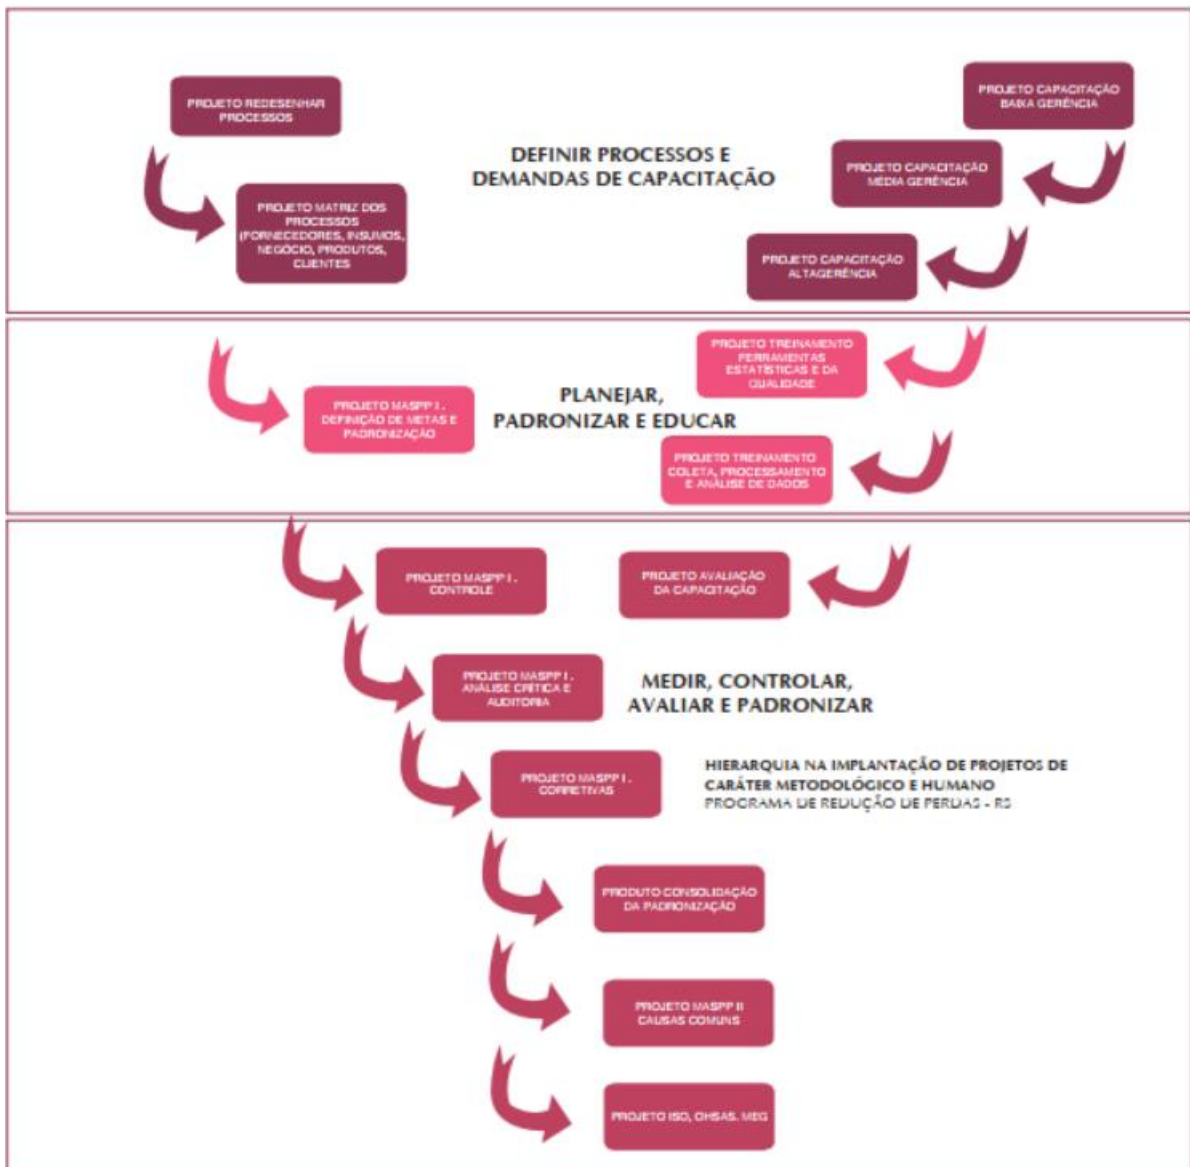 PROJETO REDESENHAR
PROCESSOS
PROJETO MATRIZ DOS
PROCESSOS
(FORNECEDORES, INSUMOS,
NEGÓCIO, PRODUTOS,
CLIENTES
DEFINIR PROCESSOS E
DEMANDAS DE CAPACITAÇÃO
PROJETO CAPACITAÇÃO
BAIXA GERÊNCIA
PROJETO CAPACITAÇÃO
MÉDIA GERÊNCIA
PROJETO CAPACITAÇÃO
ALTAGERÊNCIA
PROJETO MASPP I .
DEFINIÇÃO DE METAS E
PADRONIZAÇÃO
PLANEJAR,
PADRONIZAR E EDUCAR
PROJETO TREINAMENTO
FERRAMENTAS
ESTATÍSTICAS E DA
QUALIDADE
PROJETO TREINAMENTO
COLETA, PROCESSAMENTO
E ANÁLISE DE DADOS
PROJETO MASPP I .
CONTROLE
PROJETO AVALIAÇÃO
DA CAPACITAÇÃO
PROJETO MASPP I .
ANÁLISE CRÍTICA E
AUDITORIA
MEDIR, CONTROLAR,
AVALIAR E PADRONIZAR
PROJETO MASPP I .
CORRETIVAS
HIERARQUIA NA IMPLANTAÇÃO DE PROJETOS DE
CARÁTER METODOLÓGICO E HUMANO
PROGRAMA DE REDUÇÃO DE PERDAS - RS
PRODUTO CONSOLIDAÇÃO
DA PADRONIZAÇÃO
PROJETO MASPP II
CAUSAS COMUNS
PROJETO ISO, OHSAS. MEG